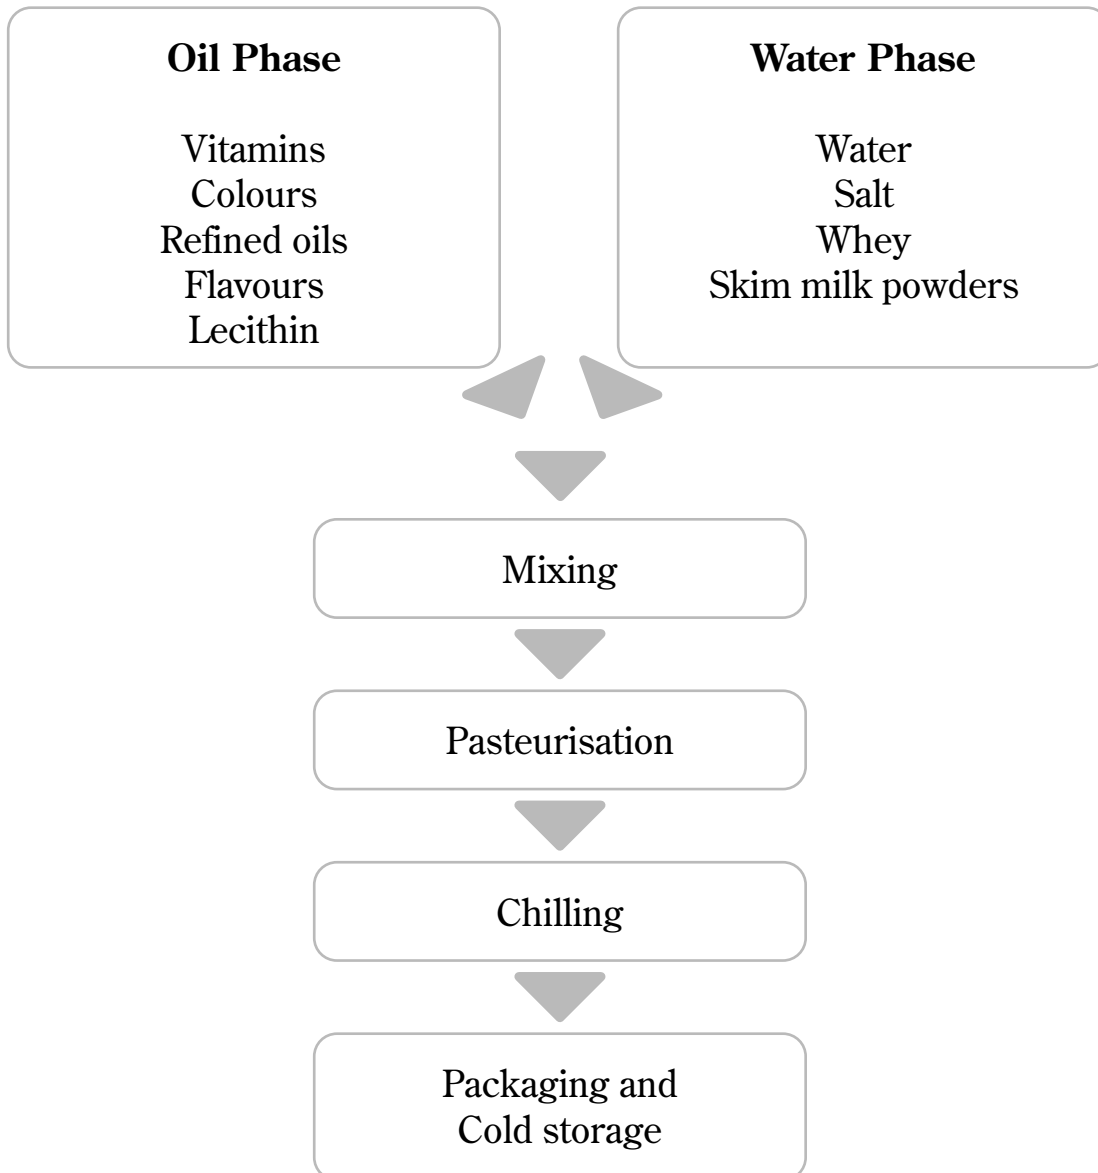 Oil Phase
Vitamins
Colours
Refined oils
Flavours
Lecithin
Water Phase
Water
Salt
Whey
Skim milk powders
Mixing
Pasteurisation
Chilling
Packaging and
Cold storage